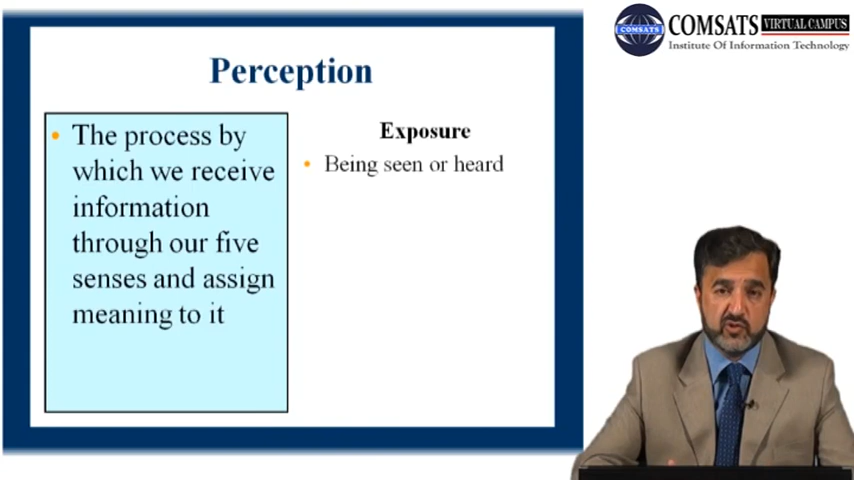 COMSATS VIRTUAL CAMPUS
COMSATS
Institute Of Information Technology
Perception
• The process by
which we receive
information
through our five
senses and assign
meaning to it
Exposure
• Being seen or heard